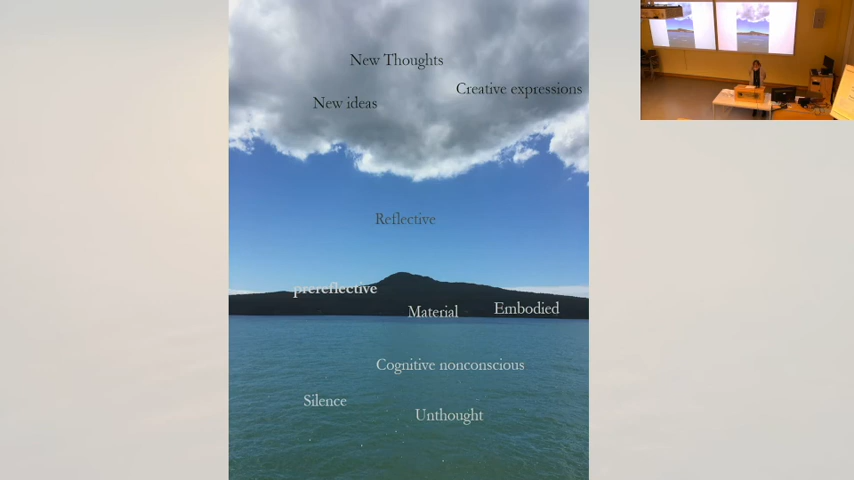 New Thoughts
Creative expressions
New ideas
Reflective
prereflective
Material
Embodied
Cognitive nonconscious
Silence
Unthought